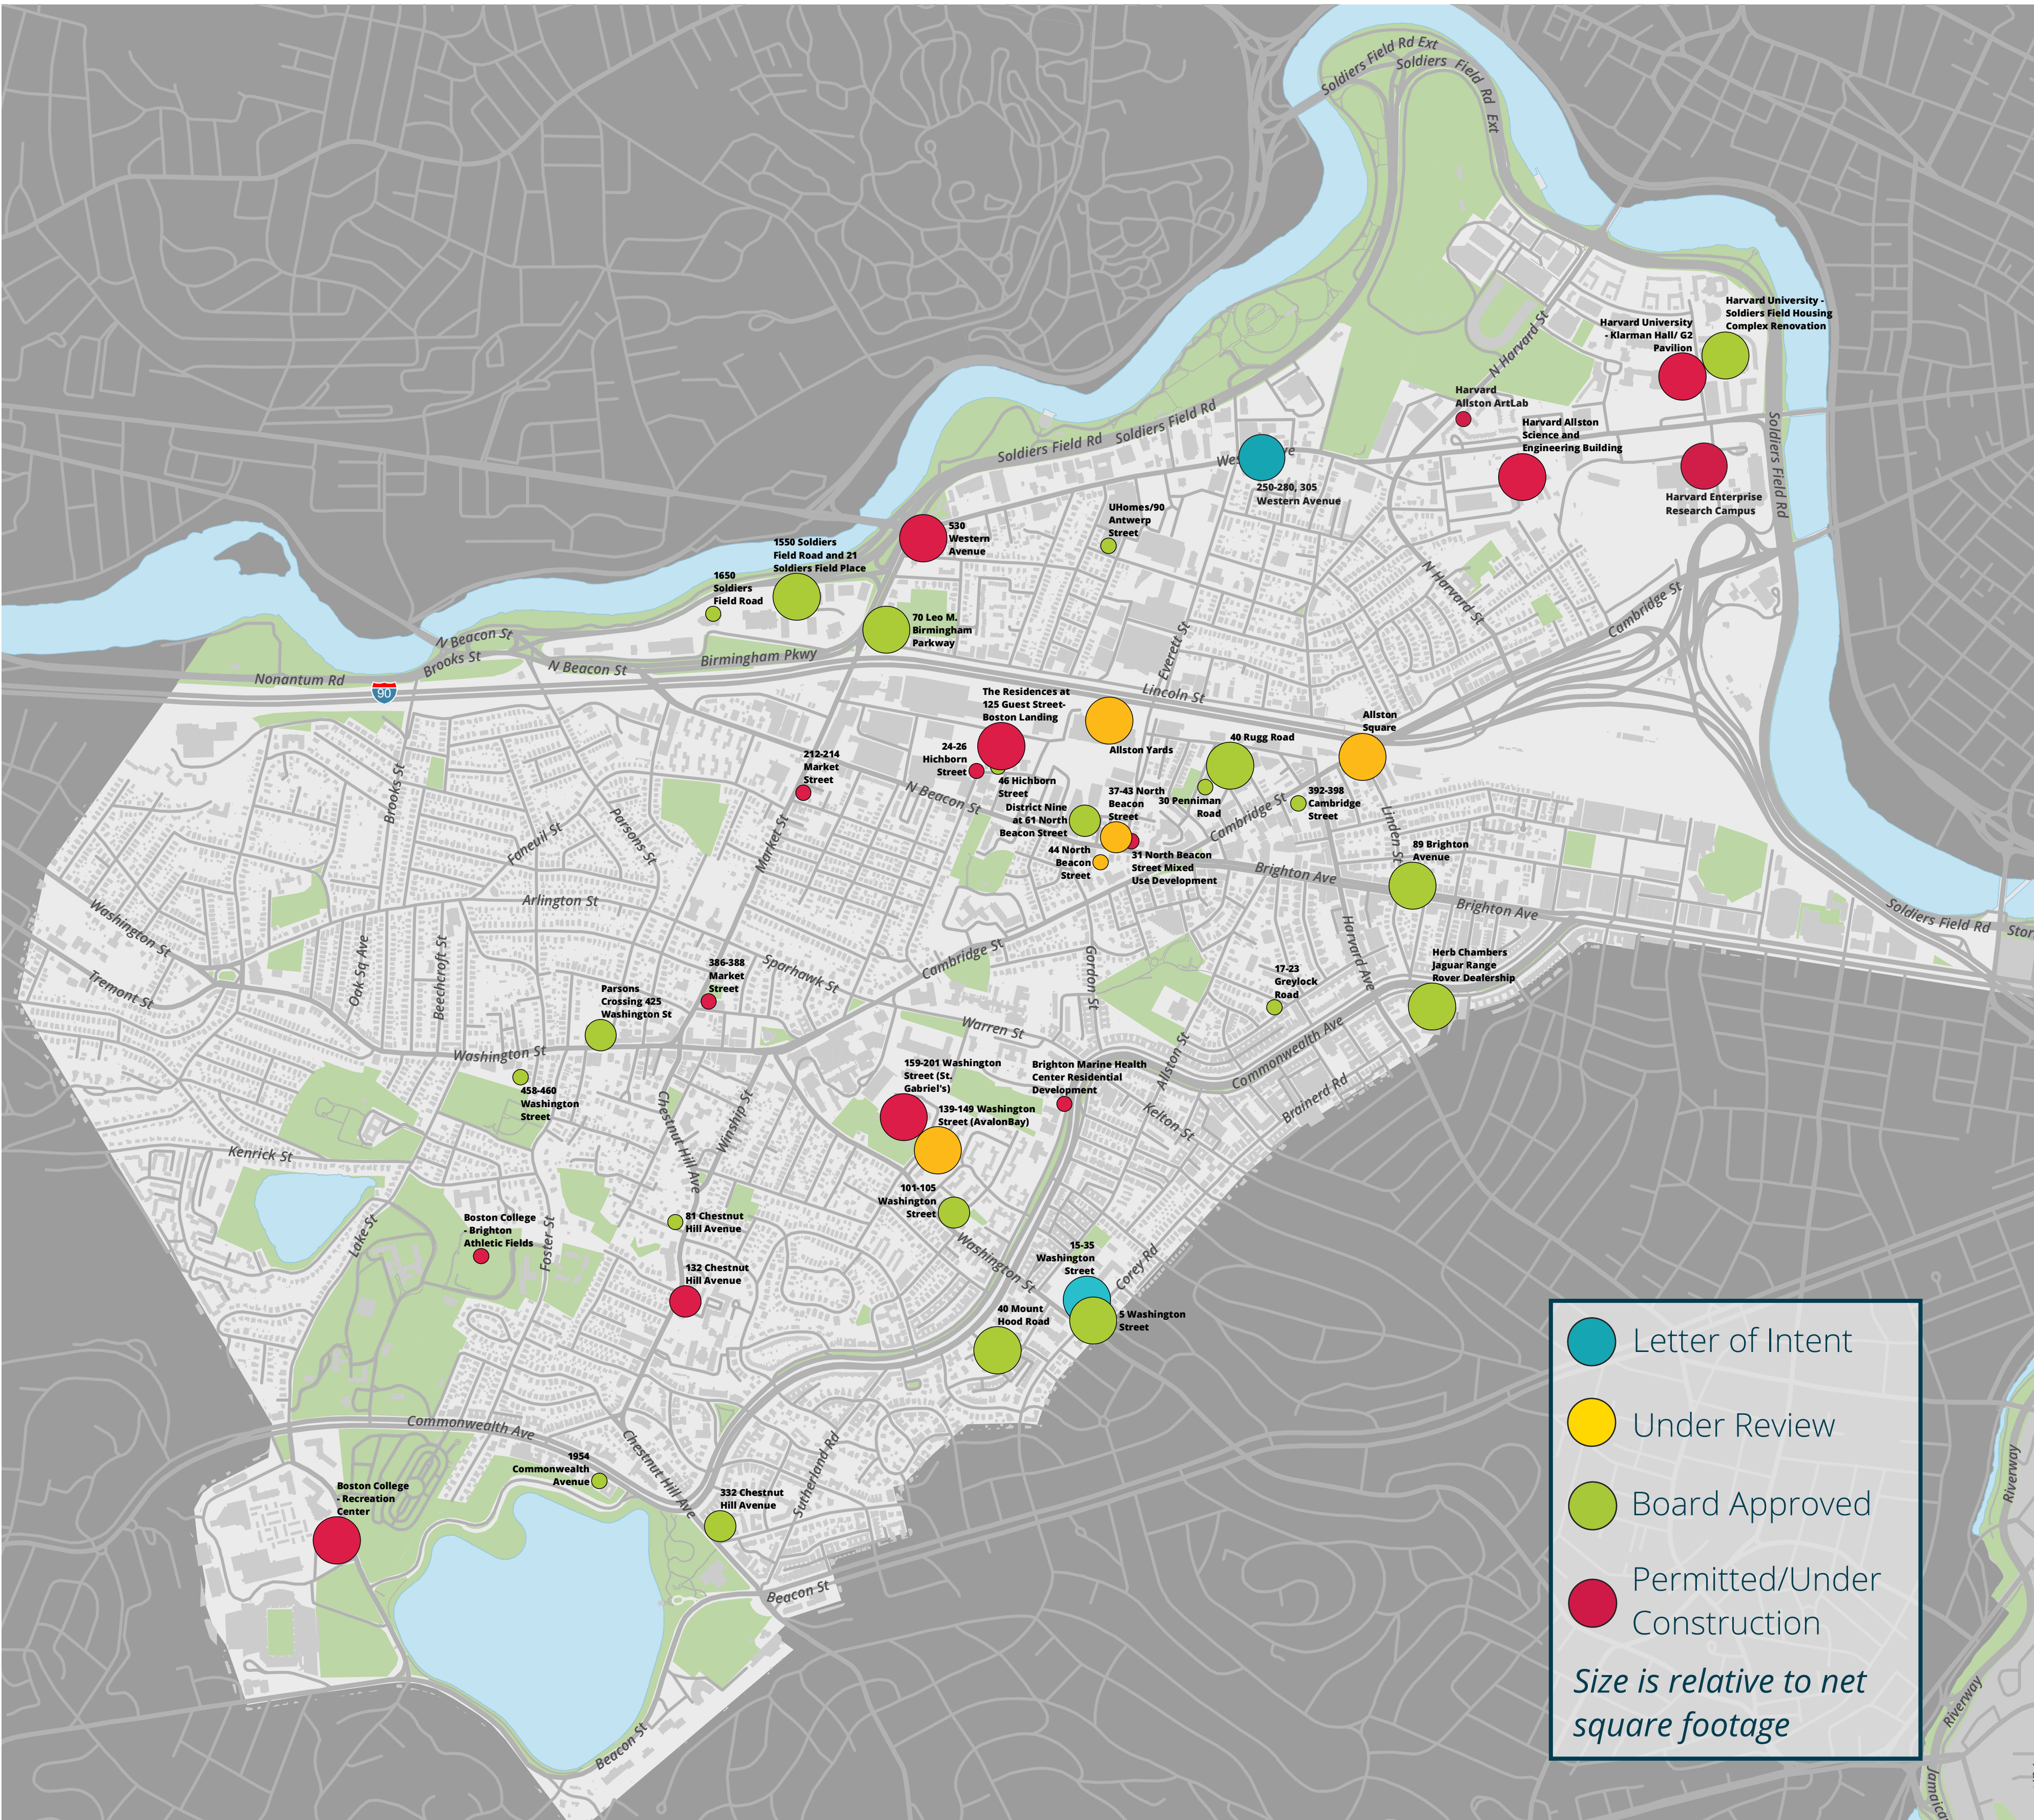 Soldiers Field Rd Ext
Soldiers Field Rd Ext
Harvard University -
Soldiers Field Housing
Complex Renovation
Harvard University
- Klarman Hall/ G2
Pavilion
N Harvard St
Harvard
Allston ArtLab
Soldiers Field Rd
Soldiers Field Rd
Soldiers Field Rd
Harvard Allston
Science and
Engineering Building
250-280, 305
Western Avenue
Harvard Enterprise
Research Campus
UHomes/90
Antwerp
Street
530
Western
Avenue
1550 Soldiers
Field Road and 21
Soldiers Field Place
1650
Soldiers
Field Road
N Harvard St
Cambridge St
70 Leo M.
Birmingham
Parkway
N Beacon St
Brooks St
N Beacon St
Birmingham Pkwy
Everett St
Nonantum Rd
90
Lincoln St
The Residences at
125 Guest Street-
Boston Landing
Allston
Square
24-26
Hichborn
Street
Allston Yards
40 Rugg Road
212-214
Market
Street
46 Hichborn
Street
N Beacon St
37-43 North
Beacon
Street
30 Penniman
Road
392-398
Cambridge
Street
Cambridge St
District Nine
at 61 North
Beacon Street
Brooks St
Faneuil St
Parsons St
Market St
Linden St
44 North
Beacon
Street
31 North Beacon
Street Mixed
Use Development
89 Brighton
Avenue
Brighton Ave
Brighton Ave
Soldiers Field Rd
Washington St
Arlington St
Tremont St
Oak Sq Ave
Beechcroft St
Sparhawk St
Cambridge St
Gordon St
Harvard Ave
Herb Chambers
Jaguar Range
Rover Dealership
386-388
Market
Street
17-23
Greylock
Road
Parsons
Crossing 425
Washington St
Warren St
Washington St
Allston St
Commonwealth Ave
159-201 Washington
Street (St.
Gabriel's)
Brighton Marine Health
Center Residential
Development
458-460
Washington
Street
Chestnut Hill Ave
Winship St
139-149 Washington
Street (AvalonBay)
Kelton St
Brainerd Rd
Kenrick St
101-105
Washington
Street
Lake St
Boston College
- Brighton
Athletic Fields
Foster St
81 Chestnut
Hill Avenue
Washington St
15-35
Washington
Street
Corey Rd
132 Chestnut
Hill Avenue
40 Mount
Hood Road
5 Washington
Street
Letter of Intent
Under Review
Board Approved
Permitted/Under
Construction
Size is relative to net
square footage
Commonwealth Ave
Chestnut Hill Ave
Sutherland Rd
1954
Commonwealth
Avenue
332 Chestnut
Hill Avenue
Boston College
- Recreation
Center
Beacon St
Beacon St
Riverway
Riverway